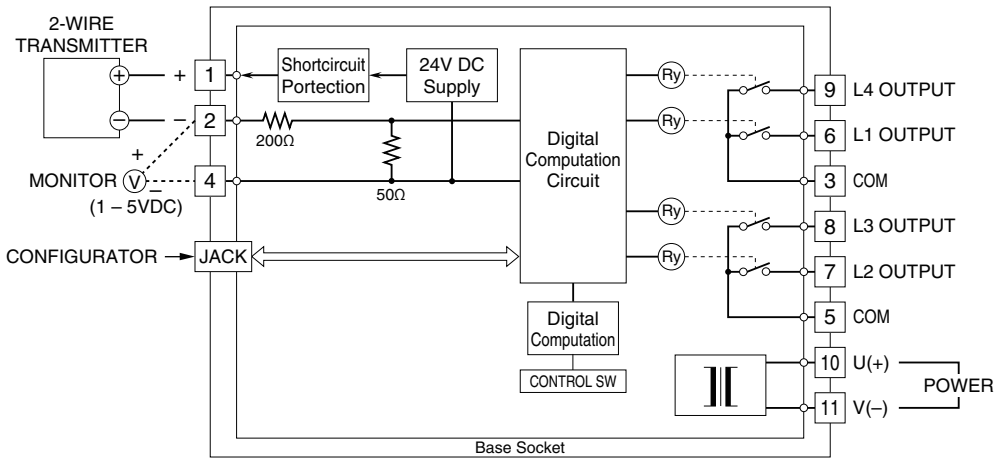 2-WIRE
TRANSMITTER
+
−
+
−
1
2
4
Shortcircuit
Portection
24V DC
Supply
200Ω
50Ω
+
MONITOR V
−
(1 – 5VDC)
CONFIGURATOR
JACK
Digital
Computation
Circuit
Digital
Computation
CONTROL SW
Ry
Ry
Ry
Ry
9 L4 OUTPUT
6 L1 OUTPUT
3 COM
8 L3 OUTPUT
7 L2 OUTPUT
5 COM
10 U(+)
11 V(–)
POWER
Base Socket